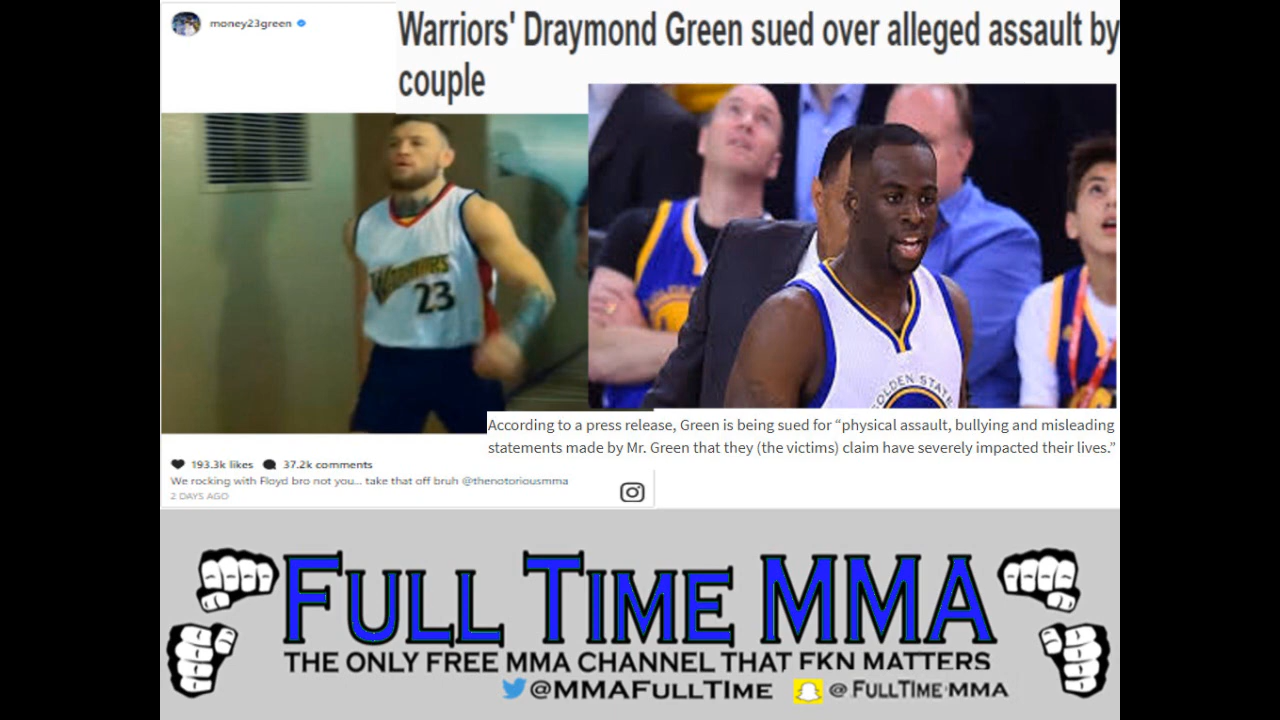 money23green
Warriors' Draymond Green sued over alleged assault by
couple
WARRIORS
23
GOLDEN STATE
According to a press release, Green is being sued for “physical assault, bullying and misleading
statements made by Mr. Green that they (the victims) claim have severely impacted their lives.”
193.3k likes 37.2k comments
We rocking with Floyd bro not you... take that off bruh @thenotoriousmma
2 DAYS AGO
FULL TIME MMA
THE ONLY FREE MMA CHANNEL THAT FKN MATTERS
@MMAFULLTIME @FULLTIMEMMA